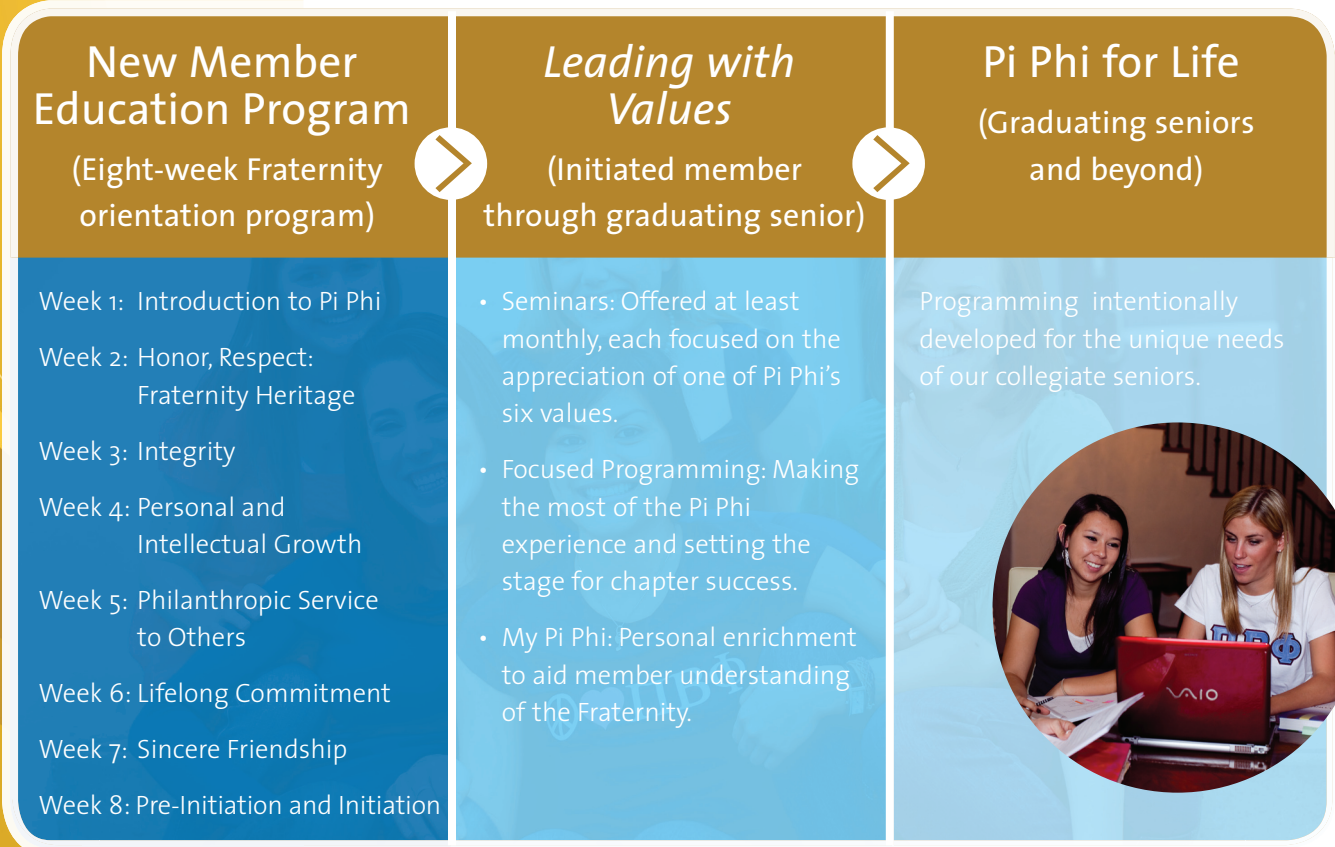 New Member
Education Program
(Eight-week Fraternity
orientation program)
Week 1: Introduction to Pi Phi
Week 2: Honor, Respect:
Fraternity Heritage
Week 3: Integrity
Week 4: Personal and
Intellectual Growth
Week 5: Philanthropic Service
to Others
Week 6: Lifelong Commitment
Week 7: Sincere Friendship
Week 8: Pre-Initiation and Initiation
Leading with
Values
(Initiated member
through graduating senior)
• Seminars: Offered at least
monthly, each focused on the
appreciation of one of Pi Phi’s
six values.
• Focused Programming: Making
the most of the Pi Phi
experience and setting the
stage for chapter success.
• My Pi Phi: Personal enrichment
to aid member understanding
of the Fraternity.
Pi Phi for Life
(Graduating seniors
and beyond)
Programming intentionally
developed for the unique needs
of our collegiate seniors.
ΠΒΦ
VAIO